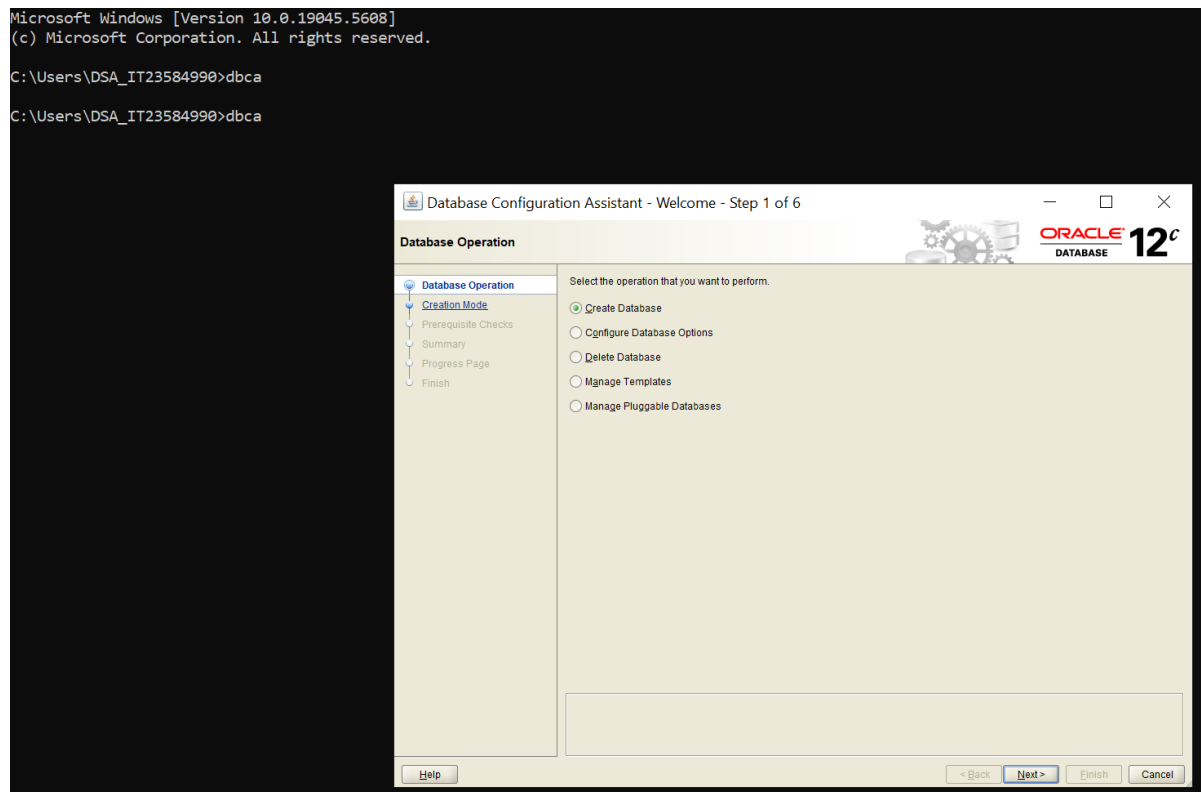 Microsoft Windows [Version 10.0.19045.5608]
(c) Microsoft Corporation. All rights reserved.
C:\Users\DSA_IT23584990>dbca
C:\Users\DSA_IT23584990>dbca
Database Configuration Assistant - Welcome - Step 1 of 6
Database Operation
ORACLE
DATABASE
12c
Database Operation
Creation Mode
Prerequisite Checks
Summary
Progress Page
Finish
Select the operation that you want to perform.
Create Database
Configure Database Options
Delete Database
Manage Templates
Manage Pluggable Databases
Help
< Back
Next >
Finish
Cancel